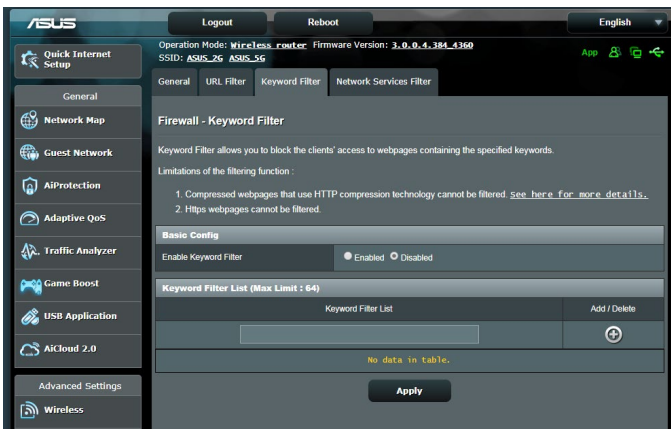 ASUS
Logout
Reboot
English
Quick Internet
Setup
General
Network Map
Guest Network
AiProtection
Adaptive QoS
Traffic Analyzer
Game Boost
USB Application
AiCloud 2.0
Advanced Settings
Wireless
Operation Mode: Wireless router Firmware Version: 3.0.0.4.384_4360
SSID: ASUS_2G ASUS_5G
App
General
URL Filter
Keyword Filter
Network Services Filter
Firewall - Keyword Filter
Keyword Filter allows you to block the clients' access to webpages containing the specified keywords.
Limitations of the filtering function :
1. Compressed webpages that use HTTP compression technology cannot be filtered. See here for more details.
2. Https webpages cannot be filtered.
Basic Config
Enable Keyword Filter
Enabled
Disabled
Keyword Filter List (Max Limit : 64)
Keyword Filter List
Add / Delete
No data in table.
Apply